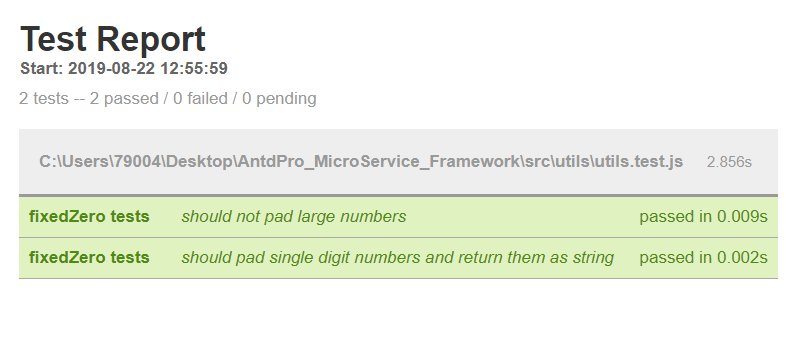 Test Report
Start: 2019-08-22 12:55:59
2 tests -- 2 passed / 0 failed / 0 pending
C:\Users\79004\Desktop\AntdPro_MicroService_Framework\src\utils\utils.test.js 2.856s
fixedZero tests should not pad large numbers passed in 0.009s
fixedZero tests should pad single digit numbers and return them as string passed in 0.002s